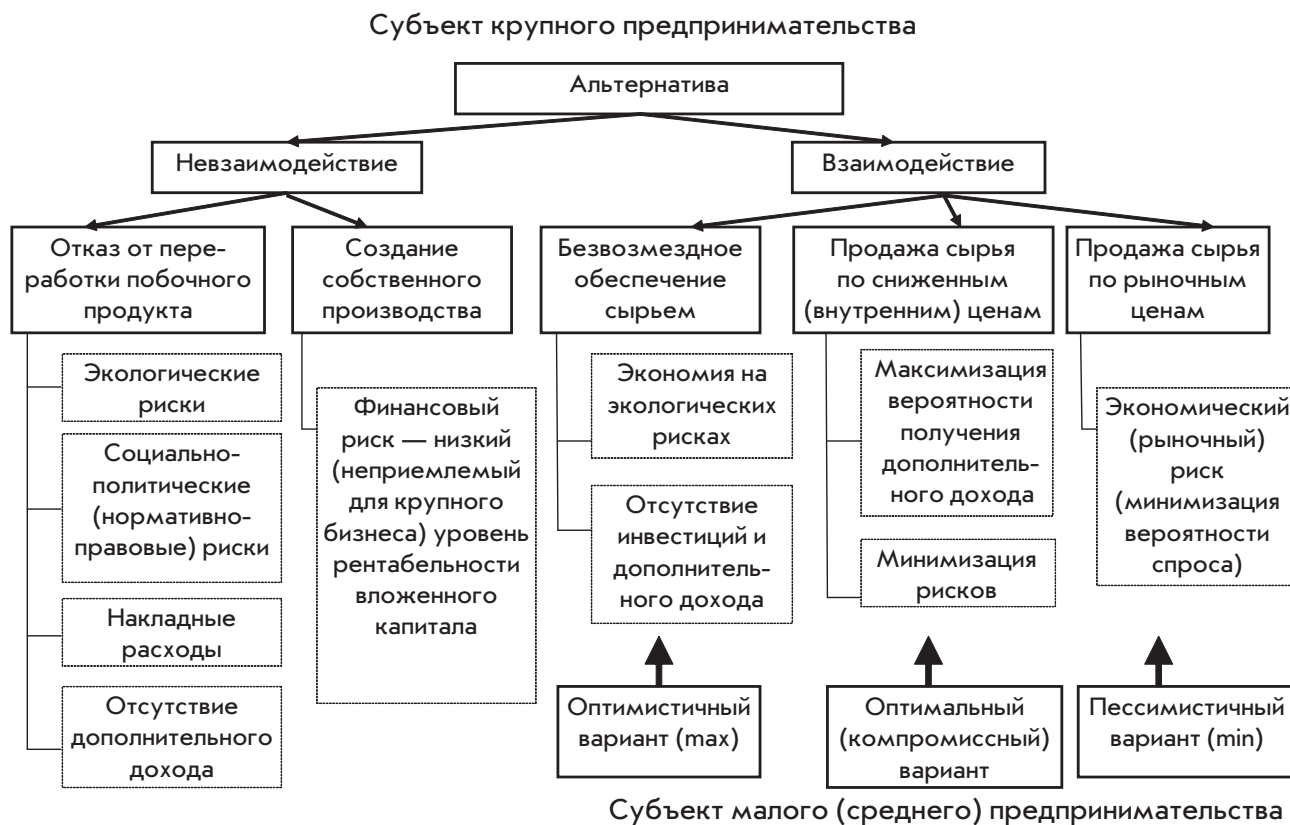 Субъект крупного предпринимательства
Альтернатива
Невзаимодействие
Взаимодействие
Отказ от пере-
работки побочного
продукта
Создание
собственного
производства
Безвозмездное
обеспечение
сырьем
Продажа сырья
по сниженным
(внутренним) ценам
Продажа сырья
по рыночным
ценам
Экологические
риски
Социально-
политические
(нормативно-
правовые) риски
Накладные
расходы
Отсутствие
дополнительного
дохода
Финансовый
риск — низкий
(неприемлемый
для крупного
бизнеса) уровень
рентабельности
вложенного
капитала
Экономия на
экологических
рисках
Отсутствие
инвестиций и
дополнитель-
ного дохода
Максимизация
вероятности
получения
дополнитель-
ного дохода
Минимизация
рисков
Экономический
(рыночный)
риск
(минимизация
вероятности
спроса)
Оптимистичный
вариант (max)
Оптимальный
(компромиссный)
вариант
Пессимистичный
вариант (min)
Субъект малого (среднего) предпринимательства